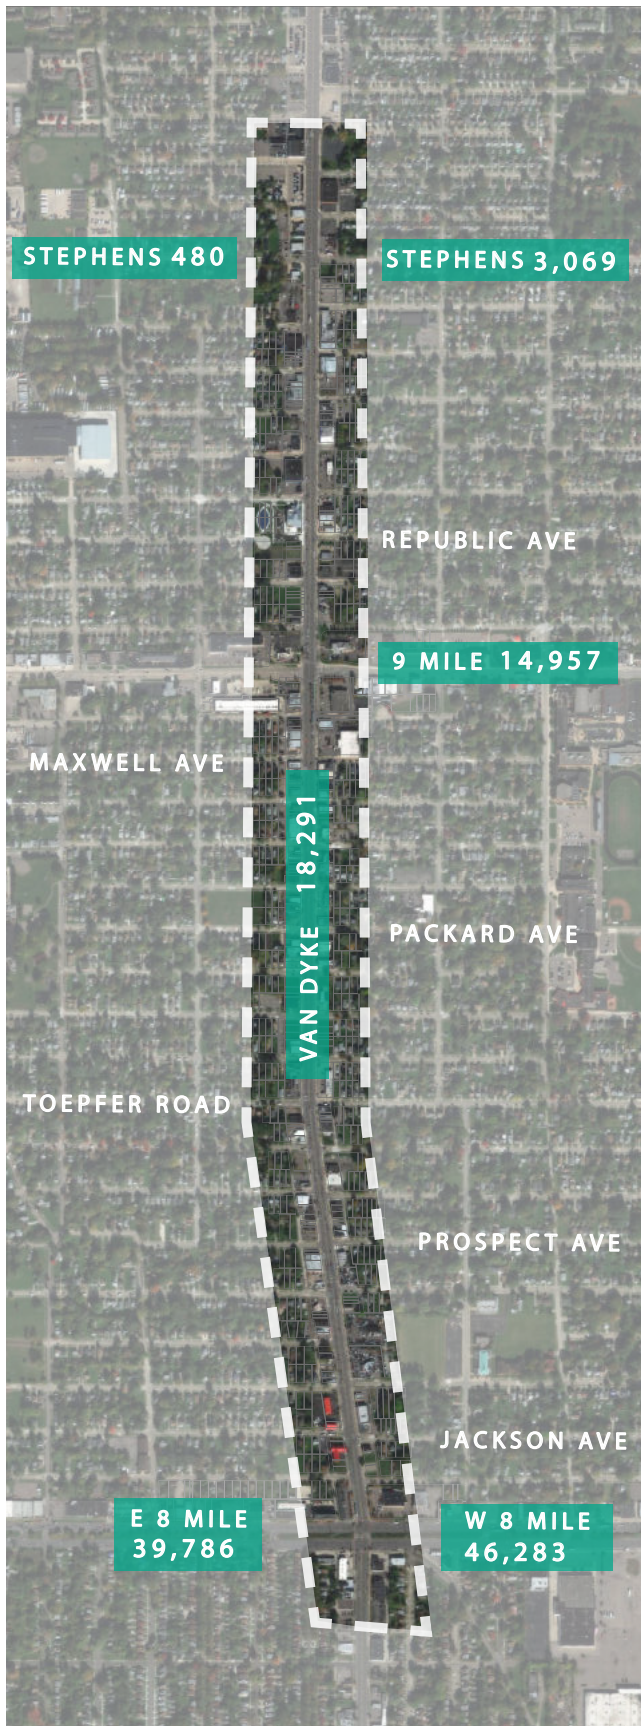 STEPHENS 480
STEPHENS 3,069
REPUBLIC AVE
9 MILE 14,957
MAXWELL AVE
VAN DYKE 18,291
PACKARD AVE
TOEPFER ROAD
PROSPECT AVE
JACKSON AVE
E 8 MILE
39,786
W 8 MILE
46,283